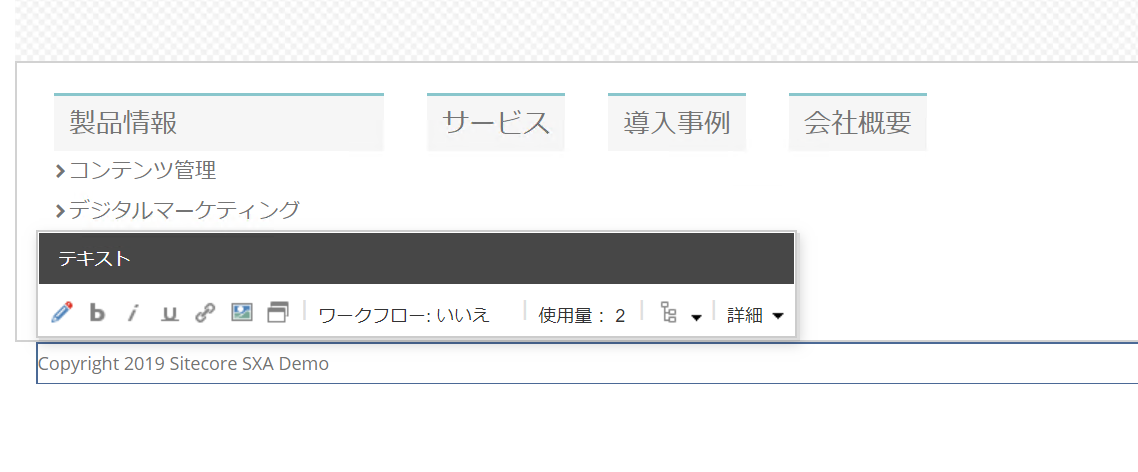 製品情報 サービス 導入事例 会社概要
コンテンツ管理
デジタルマーケティング
テキスト
b i u ワークフロー: いいえ 使用量： 2 詳細
Copyright 2019 Sitecore SXA Demo